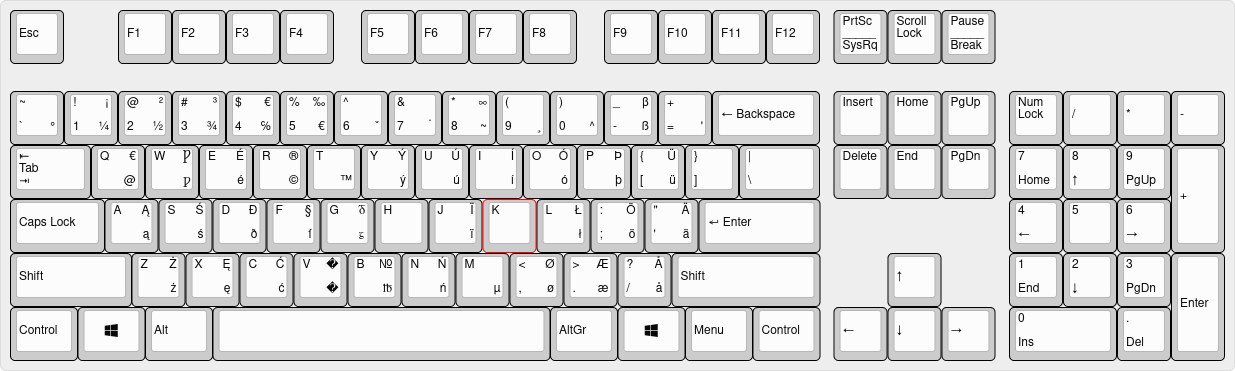 Esc F1 F2 F3 F4 F5 F6 F7 F8 F9 F10 F11 F12 PrtSc Scroll Pause
Lock
SysRq Break
~ ! ¡ @ ² # ³ $ € % ‰ ^ & * ∞ ( ) _ β + ← Backspace Insert Home PgUp Num / * -
Lock
` º 1 ¼ 2 ½ 3 ¾ 4 ℅ 5 € 6 ˇ 7 ˙ 8 ~ 9 ¸ 0 ^ - ß = '
⇤ Q € W E É R ® T Y Ý U Ú I Í O Ó P Þ { Ü } | Delete End PgDn 7 8 9 +
Tab
⇥ @ é © ™ ý ú í ó þ [ ü ] \ Home ↑ PgUp
Caps Lock A Ą S Ś D Đ F § G H J Ï K L Ł : Ö " Ä ↵ Enter 4 5 6
ą ś ð ï ł ; ' ← →
Shift Z Ż X Ę C Ć V � B № N Ń M < Ø > Æ ? Å Shift ↑ 1 2 3 Enter
ż ę ć � ń µ , ø . æ / å End ↓ PgDn
Control Alt AltGr Menu Control ← ↓ → 0 .
Ins Del